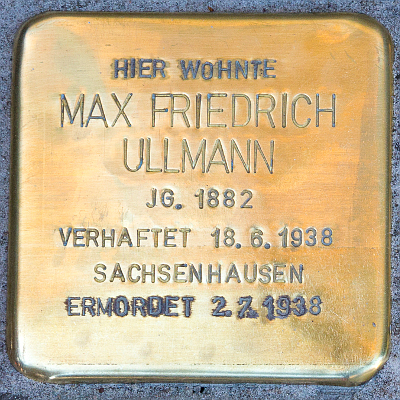 HIER WOHNTE
MAX FRIEDRICH
ULLMANN
JG. 1882
VERHAFTET 18.6.1938
SACHSENHAUSEN
ERMORDET 2.7.1938